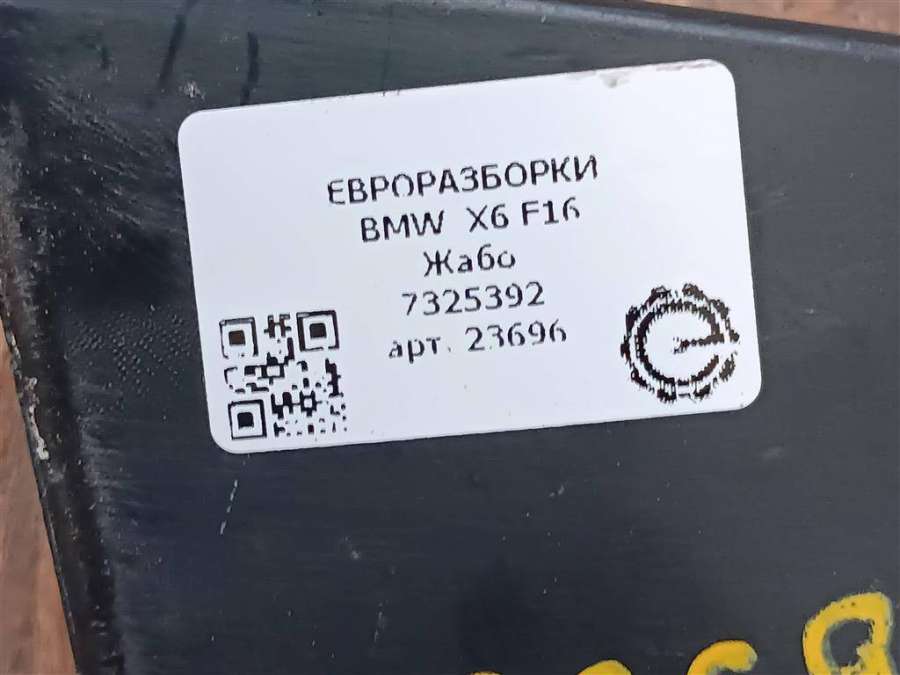 ЕВРОРАЗБОРКИ
BMW X6 F16
Жабо
7325392
арт. 23696